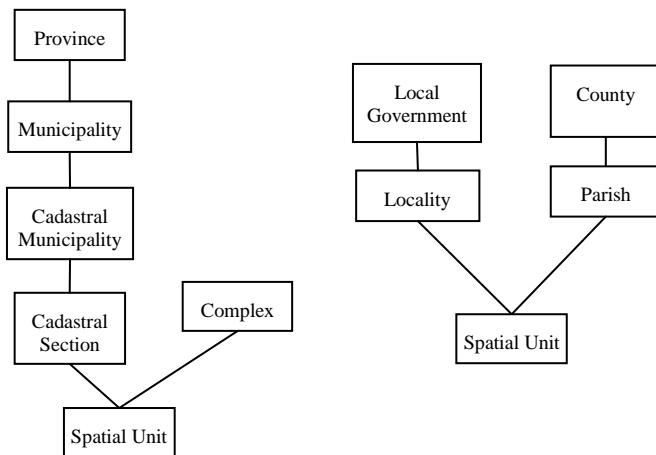 Province
Municipality
Cadastral
Municipality
Cadastral
Section
Complex
Spatial Unit
Local
Government
County
Locality
Parish
Spatial Unit